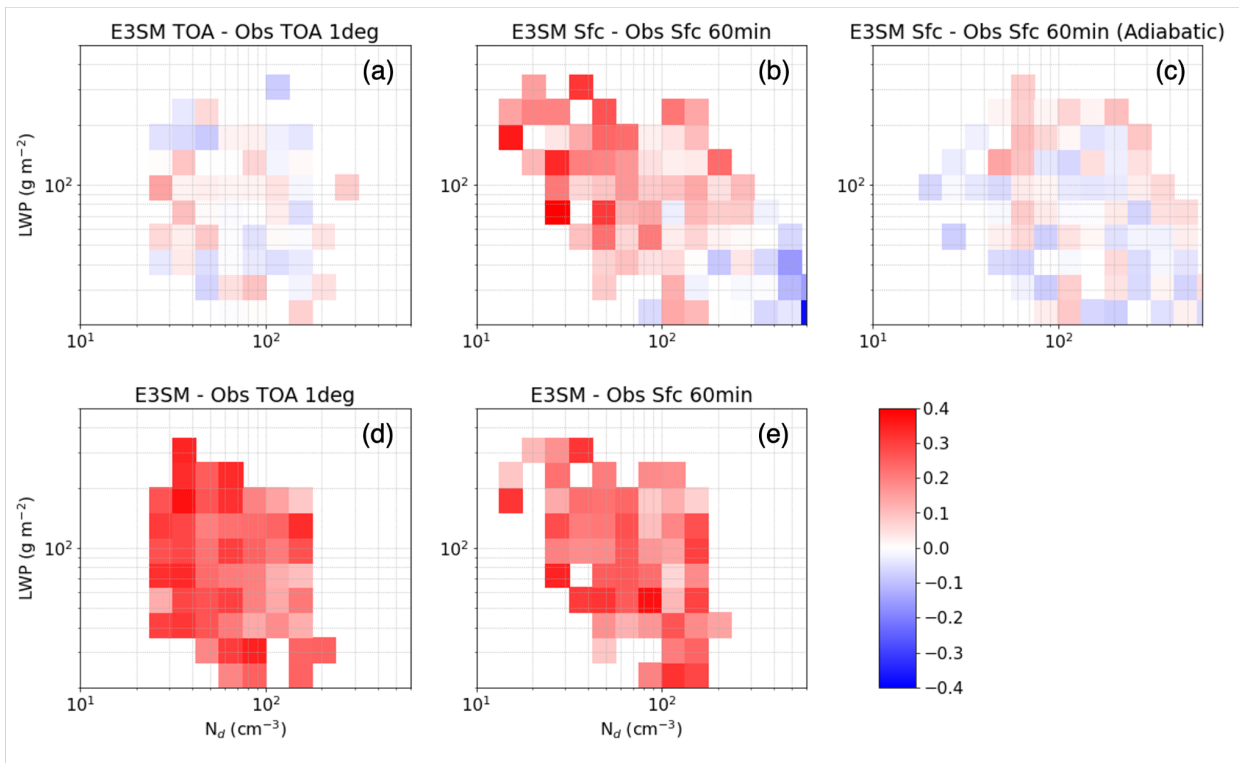 E3SM TOA - Obs TOA 1deg
E3SM Sfc - Obs Sfc 60min
E3SM Sfc - Obs Sfc 60min (Adiabatic)
(a)
(b)
(c)
LWP (g m⁻²)
10²
10²
10²
10¹
10²
10¹
10²
10¹
10²
E3SM - Obs TOA 1deg
E3SM - Obs Sfc 60min
(d)
(e)
LWP (g m⁻²)
10²
10²
10¹
10²
10¹
10²
N_d (cm⁻³)
N_d (cm⁻³)
0.4
0.3
0.2
0.1
0.0
−0.1
−0.2
−0.3
−0.4